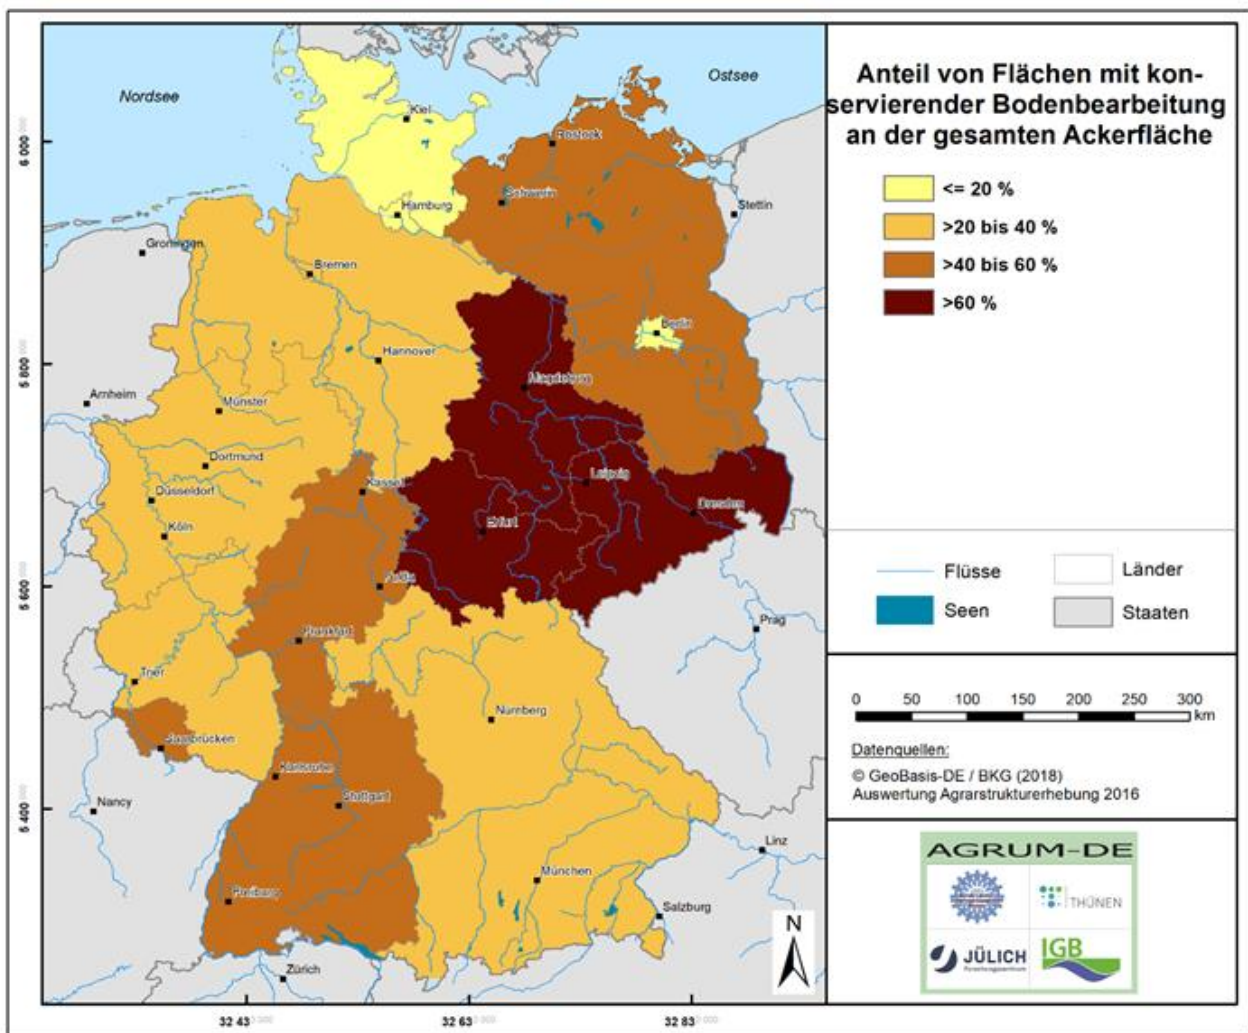 Nordsee
Ostsee
Kiel
Rostock
Schwerin
Hamburg
Stettin
Groningen
Bremen
Berlin
Hannover
Magdeburg
Arnheim
Münster
Dortmund
Leipzig
Kassel
Düsseldorf
Dresden
Köln
Erfurt
Fulda
Prag
Frankfurt
Trier
Nürnberg
Saarbrücken
Karlsruhe
Nancy
Stuttgart
Linz
München
Freiburg
Salzburg
Zürich
N
6 000
5 800
5 600
5 400
32 43
32 63
32 83
Anteil von Flächen mit kon-
servierender Bodenbearbeitung
an der gesamten Ackerfläche
<= 20 %
>20 bis 40 %
>40 bis 60 %
>60 %
Flüsse
Länder
Seen
Staaten
0 50 100 150 200 250 300
km
Datenquellen:
© GeoBasis-DE / BKG (2018)
Auswertung Agrarstrukturerhebung 2016
AGRUM-DE
THÜNEN
JÜLICH
Forschungszentrum
IGB